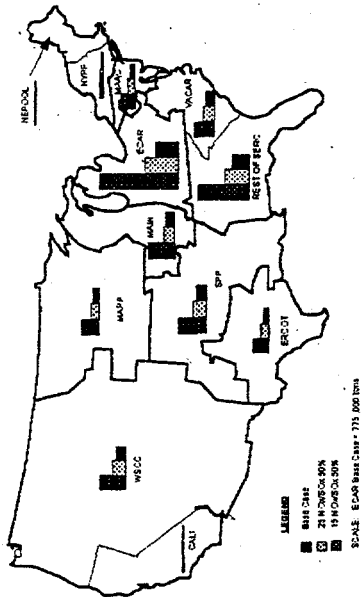 NEPOOL
NYPP
MAAC
ECAR
VACAR
MAIN
REST OF SERC
MAPP
SPP
ERCOT
WSCC
LEGEND
Base Case
SCALE: ECAR Base Case = 775,000 tons